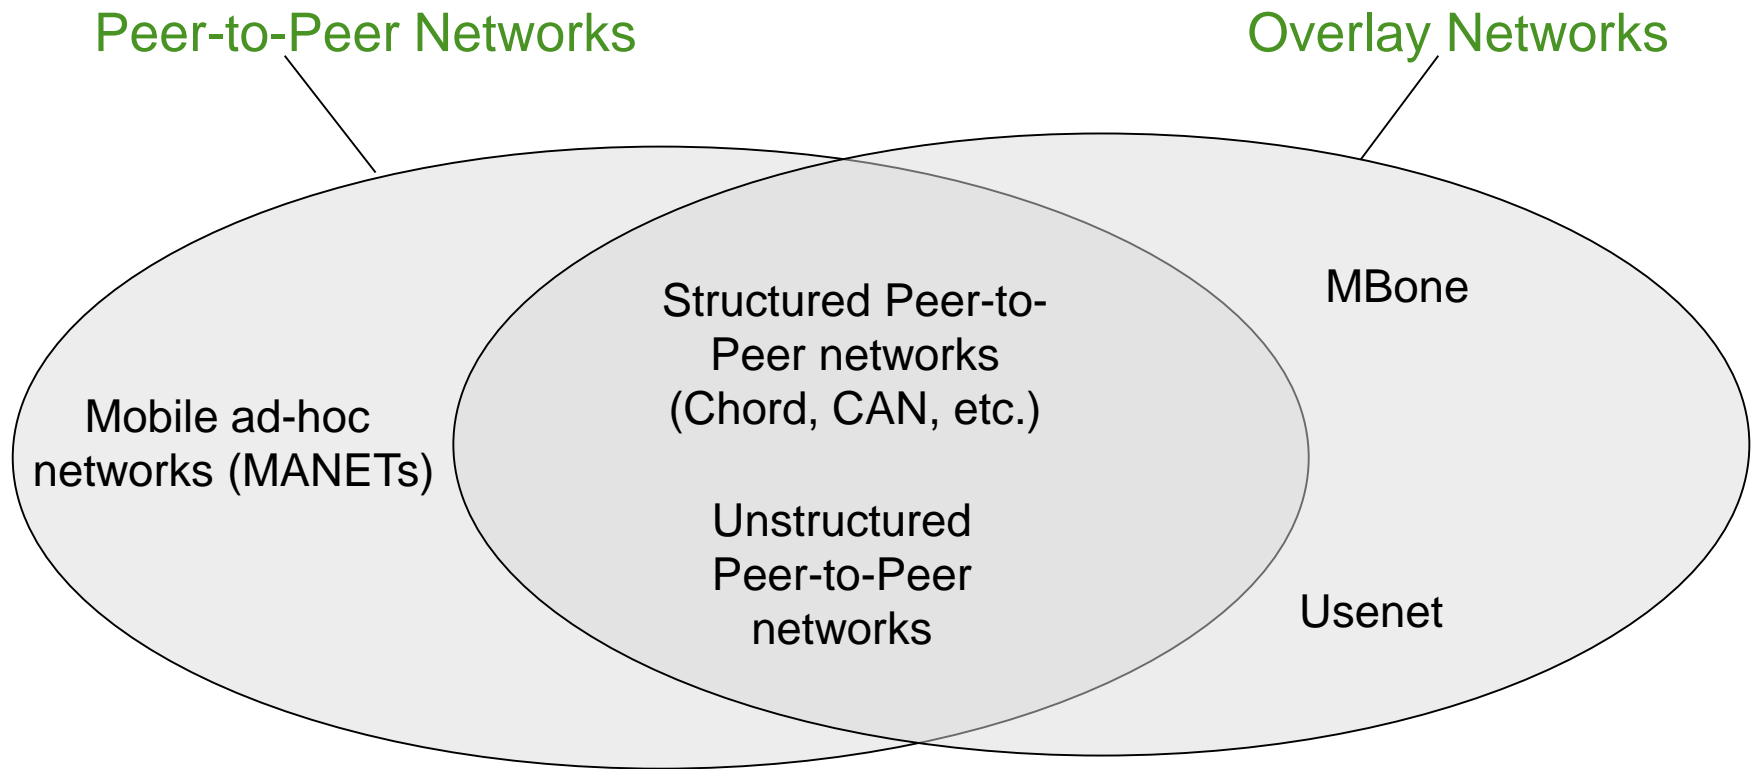 Peer-to-Peer Networks
Overlay Networks
Mobile ad-hoc
networks (MANETs)
Structured Peer-to-
Peer networks
(Chord, CAN, etc.)
Unstructured
Peer-to-Peer
networks
MBone
Usenet